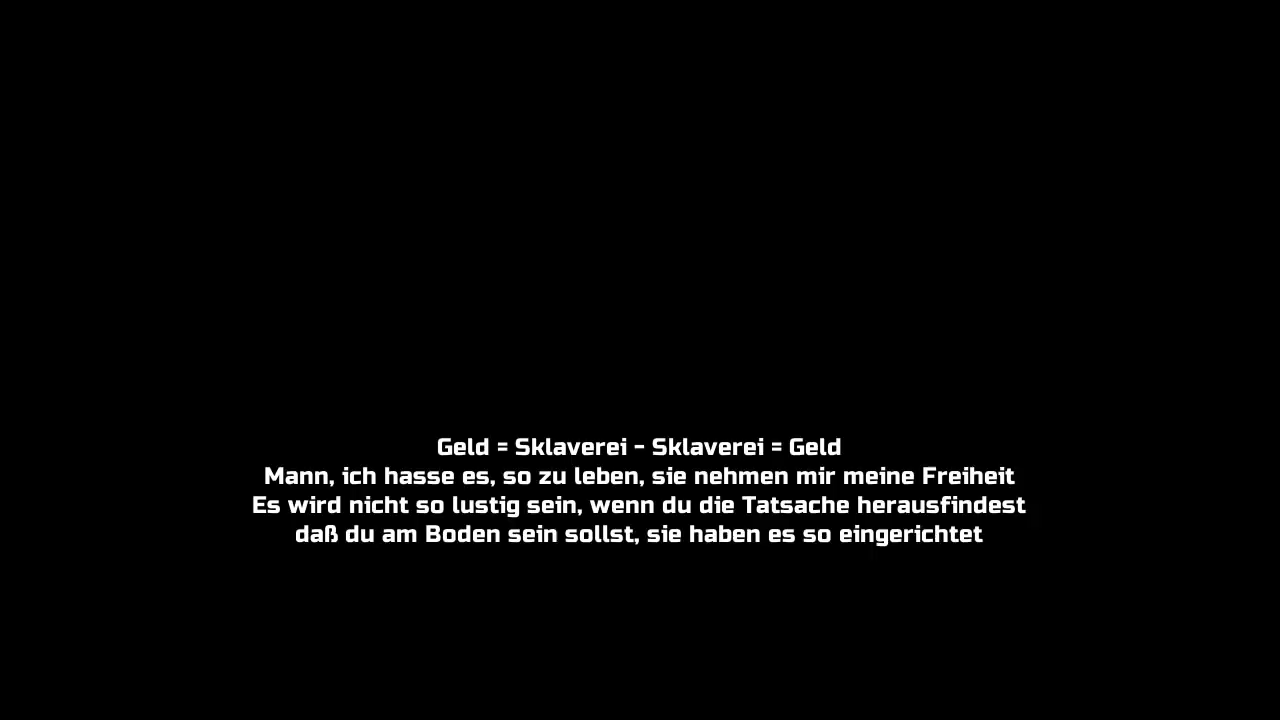 Geld = Sklaverei - Sklaverei = Geld
Mann, ich hasse es, so zu leben, sie nehmen mir meine Freiheit
Es wird nicht so lustig sein, wenn du die Tatsache herausfindest
daß du am Boden sein sollst, sie haben es so eingerichtet